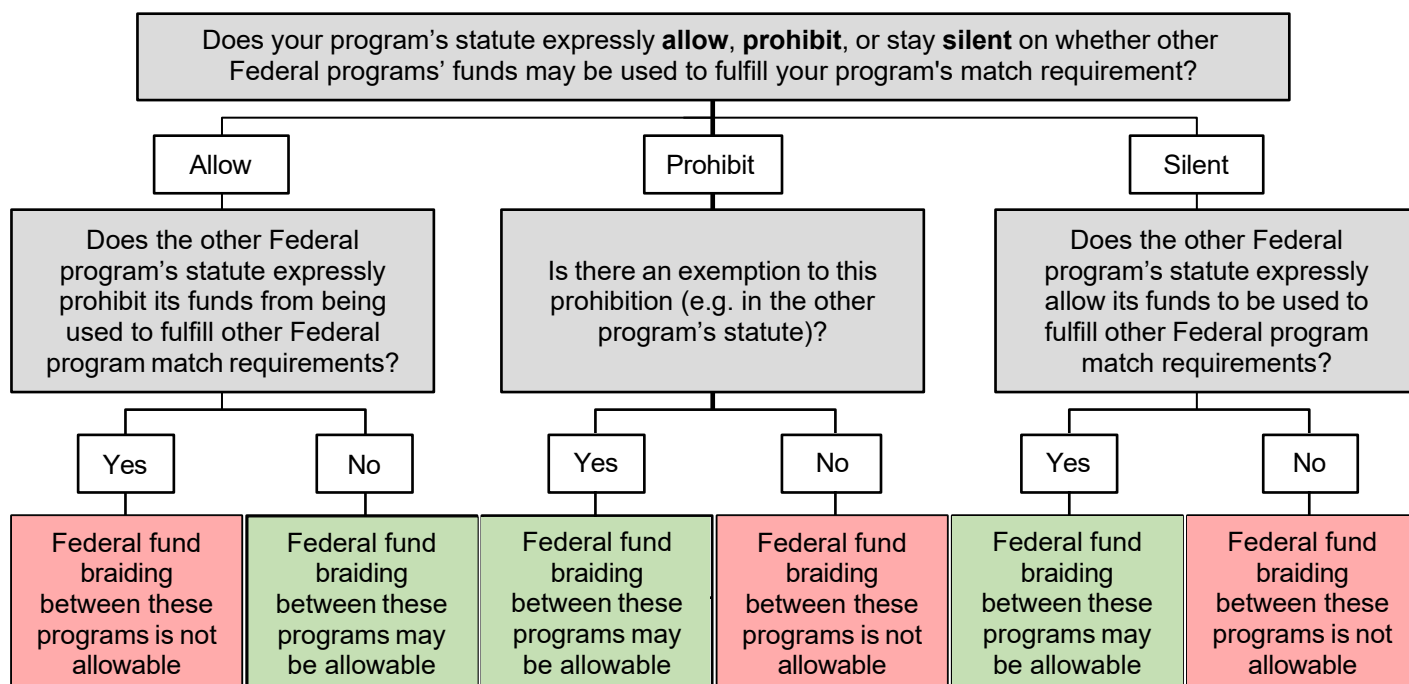 Does your program’s statute expressly allow, prohibit, or stay silent on whether other
Federal programs’ funds may be used to fulfill your program's match requirement?
Allow
Prohibit
Silent
Does the other Federal
program’s statute expressly
prohibit its funds from being
used to fulfill other Federal
program match requirements?
Is there an exemption to this
prohibition (e.g. in the other
program’s statute)?
Does the other Federal
program’s statute expressly
allow its funds to be used to
fulfill other Federal program
match requirements?
Yes
No
Yes
No
Yes
No
Federal fund
braiding
between these
programs is not
allowable
Federal fund
braiding
between these
programs may
be allowable
Federal fund
braiding
between these
programs may
be allowable
Federal fund
braiding
between these
programs is not
allowable
Federal fund
braiding
between these
programs may
be allowable
Federal fund
braiding
between these
programs is not
allowable